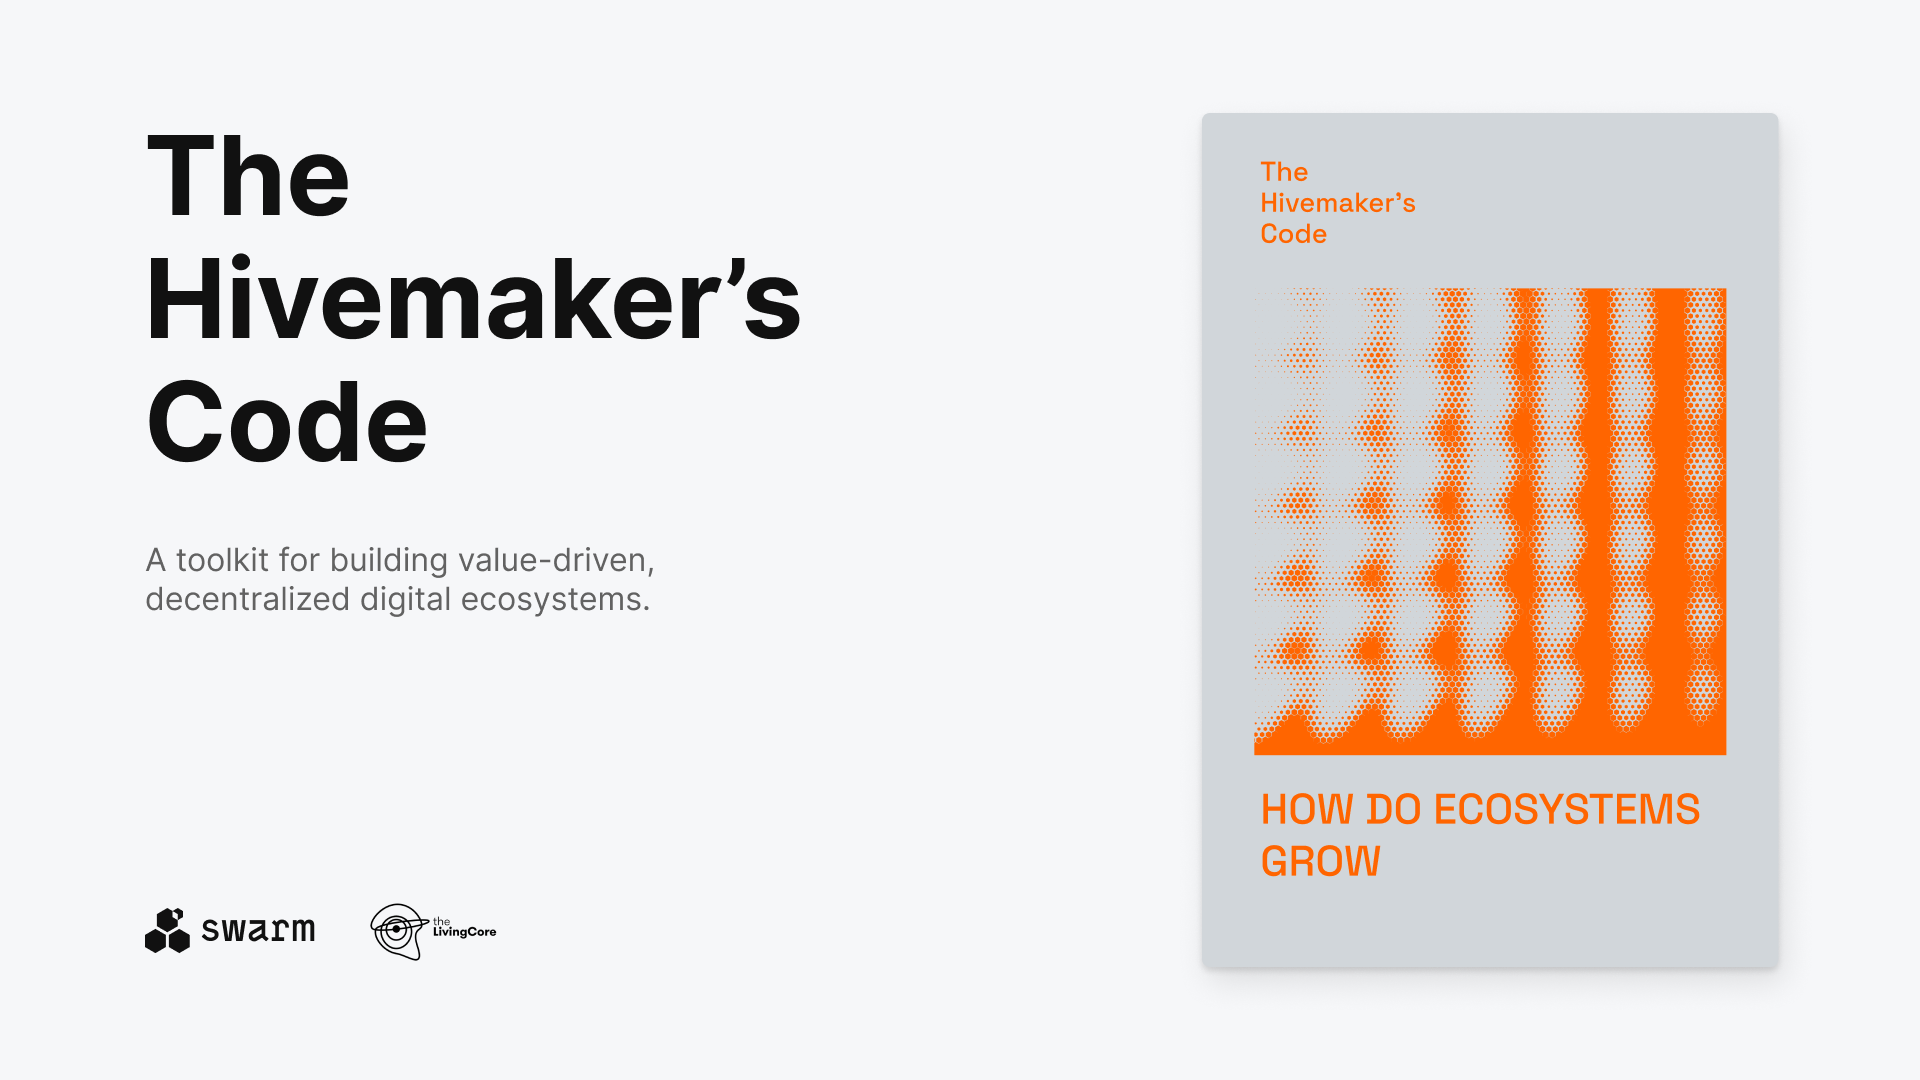 The
Hivemaker’s
Code
A toolkit for building value-driven,
decentralized digital ecosystems.
swarm
the
LivingCore
The
Hivemaker’s
Code
HOW DO ECOSYSTEMS
GROW